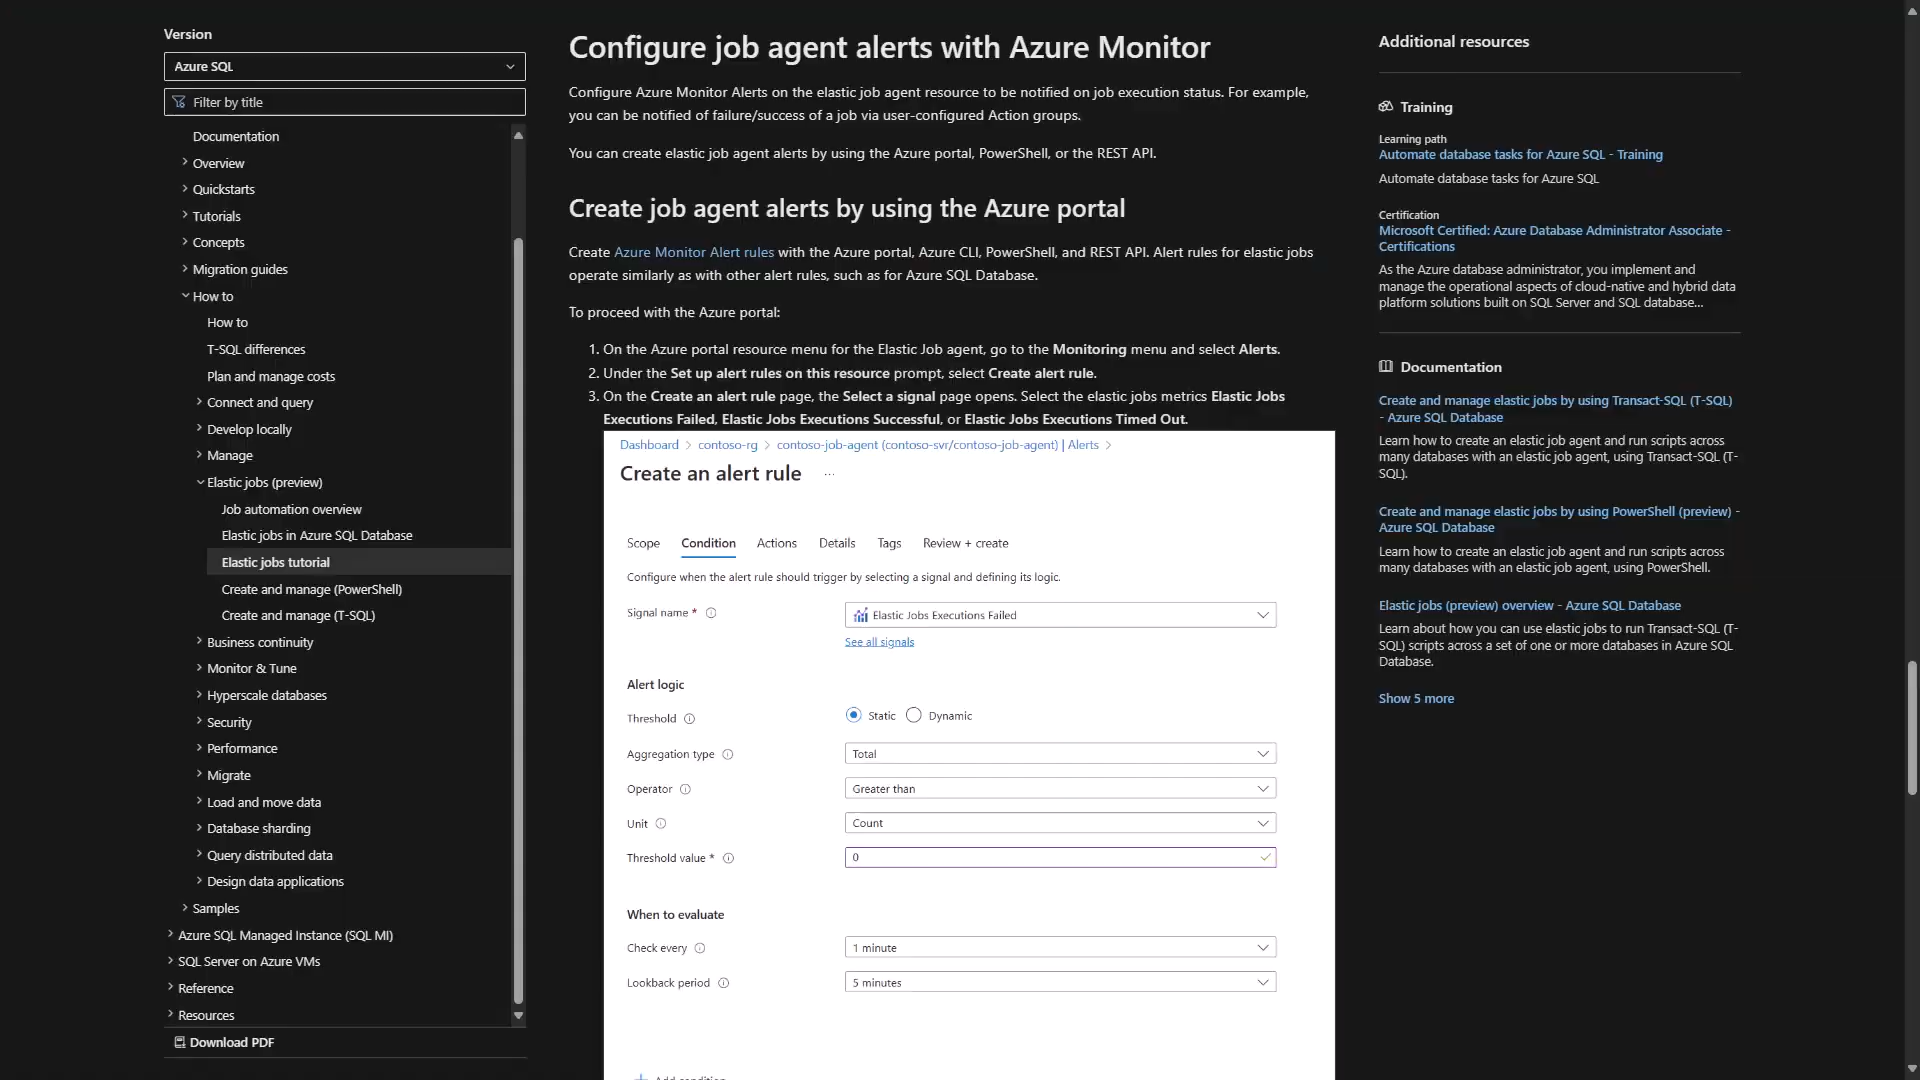 Version
Azure SQL
Filter by title
Documentation
Overview
Quickstarts
Tutorials
Concepts
Migration guides
How to
How to
T-SQL differences
Plan and manage costs
Connect and query
Develop locally
Manage
Elastic jobs (preview)
Job automation overview
Elastic jobs in Azure SQL Database
Elastic jobs tutorial
Create and manage (PowerShell)
Create and manage (T-SQL)
Business continuity
Monitor & Tune
Hyperscale databases
Security
Performance
Migrate
Load and move data
Database sharding
Query distributed data
Design data applications
Samples
Azure SQL Managed Instance (SQL MI)
SQL Server on Azure VMs
Reference
Resources
Download PDF
Configure job agent alerts with Azure Monitor
Configure Azure Monitor Alerts on the elastic job agent resource to be notified on job execution status. For example,
you can be notified of failure/success of a job via user-configured Action groups.
You can create elastic job agent alerts by using the Azure portal, PowerShell, or the REST API.
Create job agent alerts by using the Azure portal
Create Azure Monitor Alert rules with the Azure portal, Azure CLI, PowerShell, and REST API. Alert rules for elastic jobs
operate similarly as with other alert rules, such as for Azure SQL Database.
To proceed with the Azure portal:
1. On the Azure portal resource menu for the Elastic Job agent, go to the Monitoring menu and select Alerts.
2. Under the Set up alert rules on this resource prompt, select Create alert rule.
3. On the Create an alert rule page, the Select a signal page opens. Select the elastic jobs metrics Elastic Jobs
Executions Failed, Elastic Jobs Executions Successful, or Elastic Jobs Executions Timed Out.
Dashboard > contoso-rg > contoso-job-agent (contoso-svr/contoso-job-agent) | Alerts >
Create an alert rule ...
Scope Condition Actions Details Tags Review + create
Configure when the alert rule should trigger by selecting a signal and defining its logic.
Signal name * Elastic Jobs Executions Failed
See all signals
Alert logic
Threshold Static Dynamic
Aggregation type Total
Operator Greater than
Unit Count
Threshold value * 0
When to evaluate
Check every 1 minute
Lookback period 5 minutes
Add condition
Additional resources
Training
Learning path
Automate database tasks for Azure SQL - Training
Automate database tasks for Azure SQL
Certification
Microsoft Certified: Azure Database Administrator Associate -
Certifications
As the Azure database administrator, you implement and
manage the operational aspects of cloud-native and hybrid data
platform solutions built on SQL Server and SQL database...
Documentation
Create and manage elastic jobs by using Transact-SQL (T-SQL)
- Azure SQL Database
Learn how to create an elastic job agent and run scripts across
many databases with an elastic job agent, using Transact-SQL (T-
SQL).
Create and manage elastic jobs by using PowerShell (preview) -
Azure SQL Database
Learn how to create an elastic job agent and run scripts across
many databases with an elastic job agent, using PowerShell.
Elastic jobs (preview) overview - Azure SQL Database
Learn about how you can use elastic jobs to run Transact-SQL (T-
SQL) scripts across a set of one or more databases in Azure SQL
Database.
Show 5 more